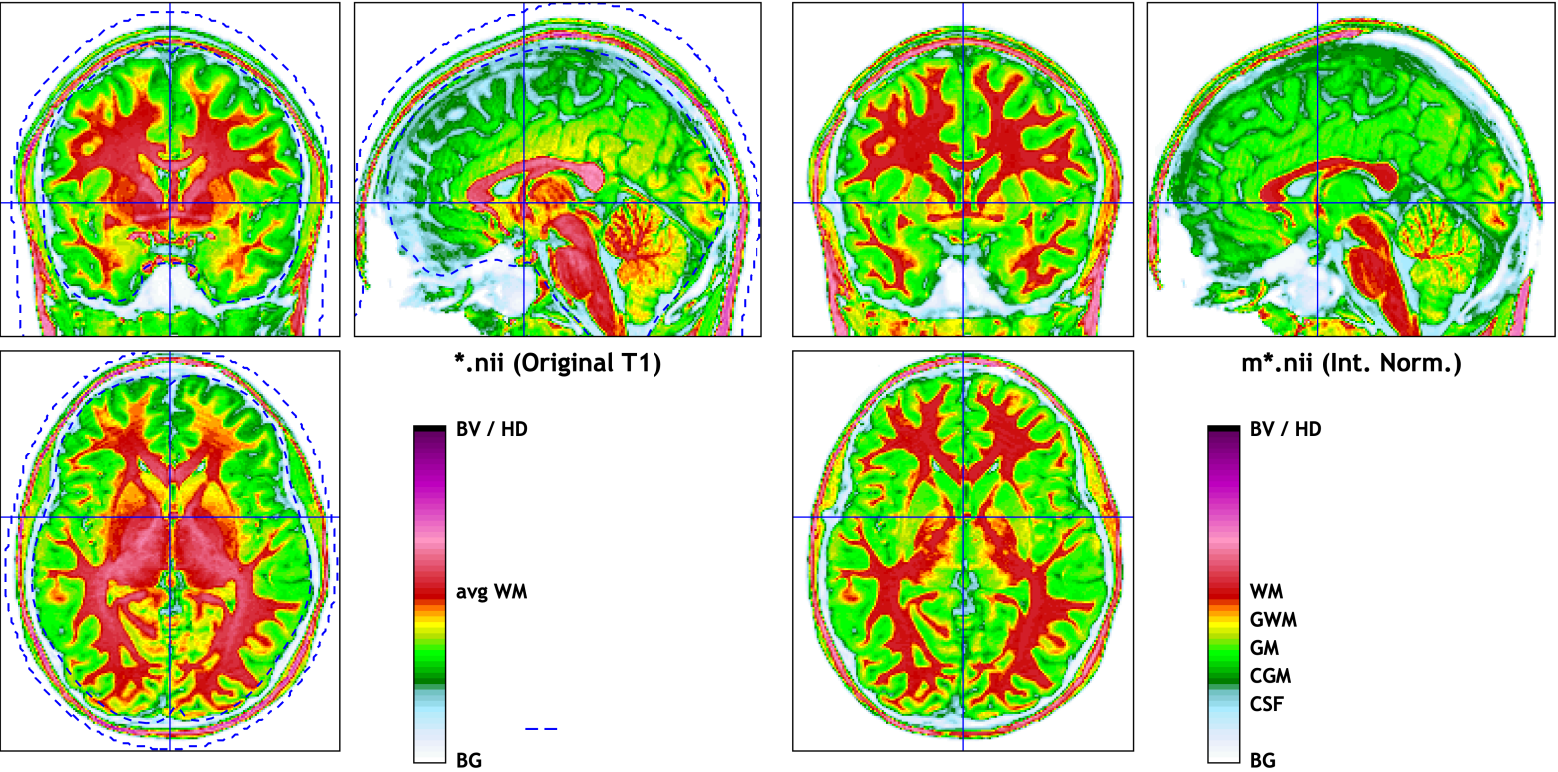 *.nii (Original T1)
BV / HD
avg WM
BG
m*.nii (Int. Norm.)
BV / HD
WM
GWM
GM
CGM
CSF
BG